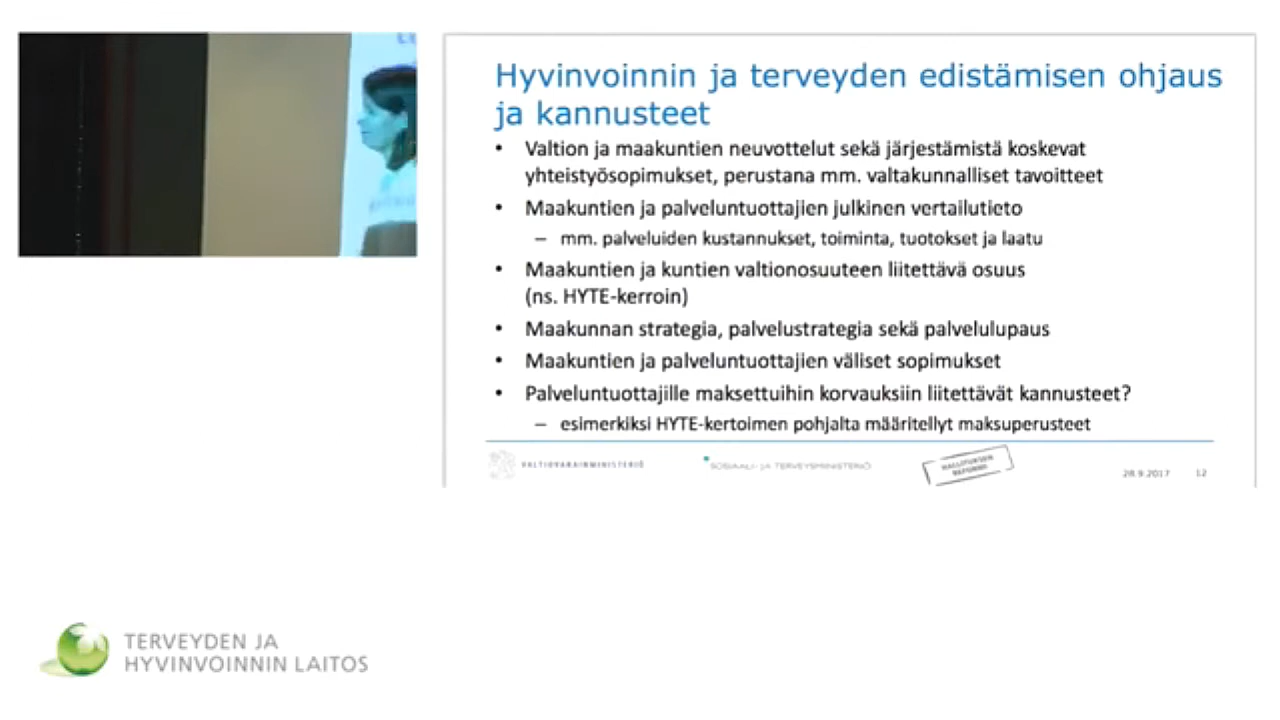 Hyvinvoinnin ja terveyden edistämisen ohjaus
ja kannusteet
• Valtion ja maakuntien neuvottelut sekä järjestämistä koskevat
yhteistyösopimukset, perustana mm. valtakunnalliset tavoitteet
• Maakuntien ja palveluntuottajien julkinen vertailutieto
– mm. palveluiden kustannukset, toiminta, tuotokset ja laatu
• Maakuntien ja kuntien valtionosuuteen liitettävä osuus
(ns. HYTE-kerroin)
• Maakunnan strategia, palvelustrategia sekä palvelulupaus
• Maakuntien ja palveluntuottajien väliset sopimukset
• Palveluntuottajille maksettuihin korvauksiin liitettävät kannusteet?
– esimerkiksi HYTE-kertoimen pohjalta määritellyt maksuperusteet
VALTIOVARAINMINISTERIÖ
SOSIAALI- JA TERVEYSMINISTERIÖ
HALLITUKSEN
REFORMI
28.9.2017 12
TERVEYDEN JA
HYVINVOINNIN LAITOS